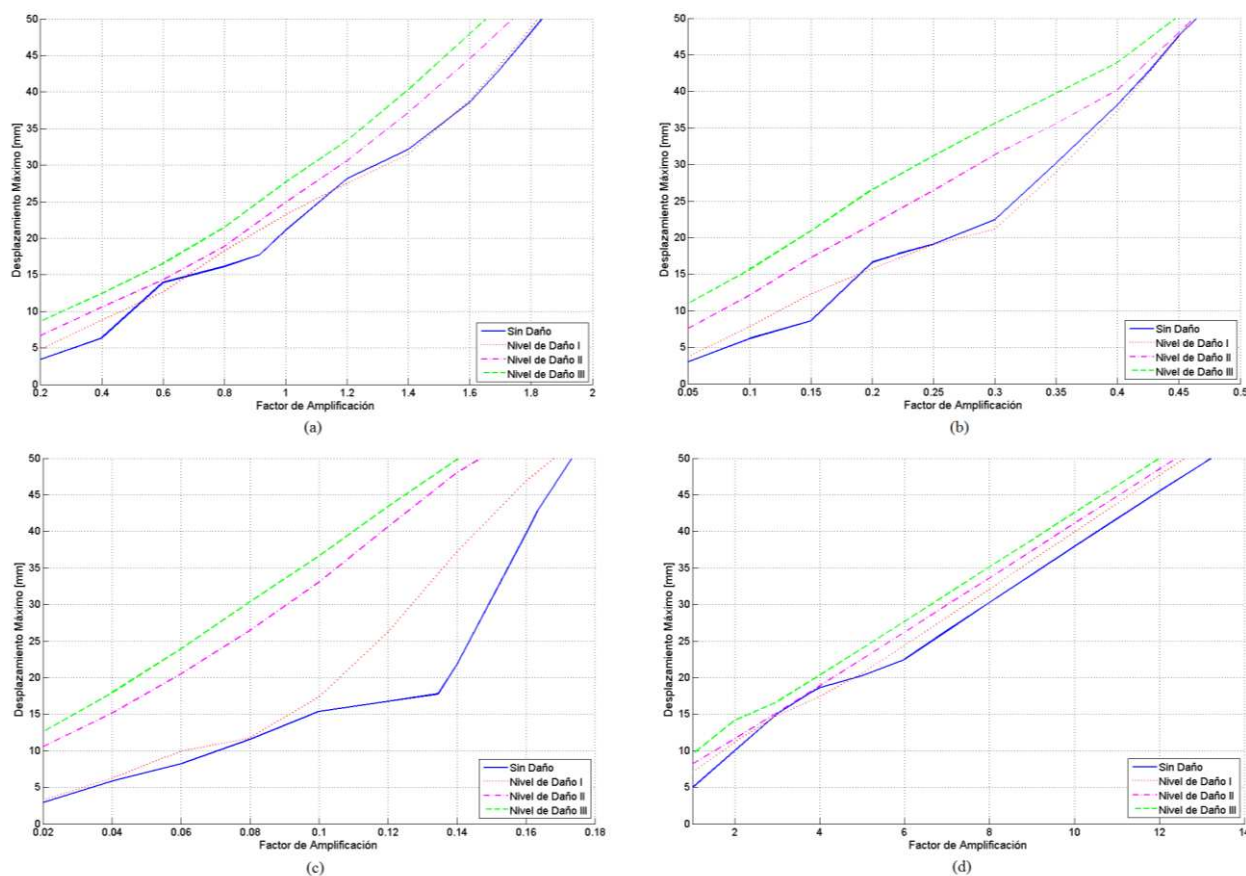 50
45
40
35
30
25
20
15
10
5
0
Desplazamiento Máximo [mm]
Sin Daño
Nivel de Daño I
Nivel de Daño II
Nivel de Daño III
0.2 0.4 0.6 0.8 1 1.2 1.4 1.6 1.8 2
Factor de Amplificación
(a)
50
45
40
35
30
25
20
15
10
5
0
Desplazamiento Máximo [mm]
Sin Daño
Nivel de Daño I
Nivel de Daño II
Nivel de Daño III
0.05 0.1 0.15 0.2 0.25 0.3 0.35 0.4 0.45 0.5
Factor de Amplificación
(b)
50
45
40
35
30
25
20
15
10
5
0
Desplazamiento Máximo [mm]
Sin Daño
Nivel de Daño I
Nivel de Daño II
Nivel de Daño III
0.02 0.04 0.06 0.08 0.1 0.12 0.14 0.16 0.18
Factor de Amplificación
(c)
50
45
40
35
30
25
20
15
10
5
0
Desplazamiento Máximo [mm]
Sin Daño
Nivel de Daño I
Nivel de Daño II
Nivel de Daño III
2 4 6 8 10 12 14
Factor de Amplificación
(d)